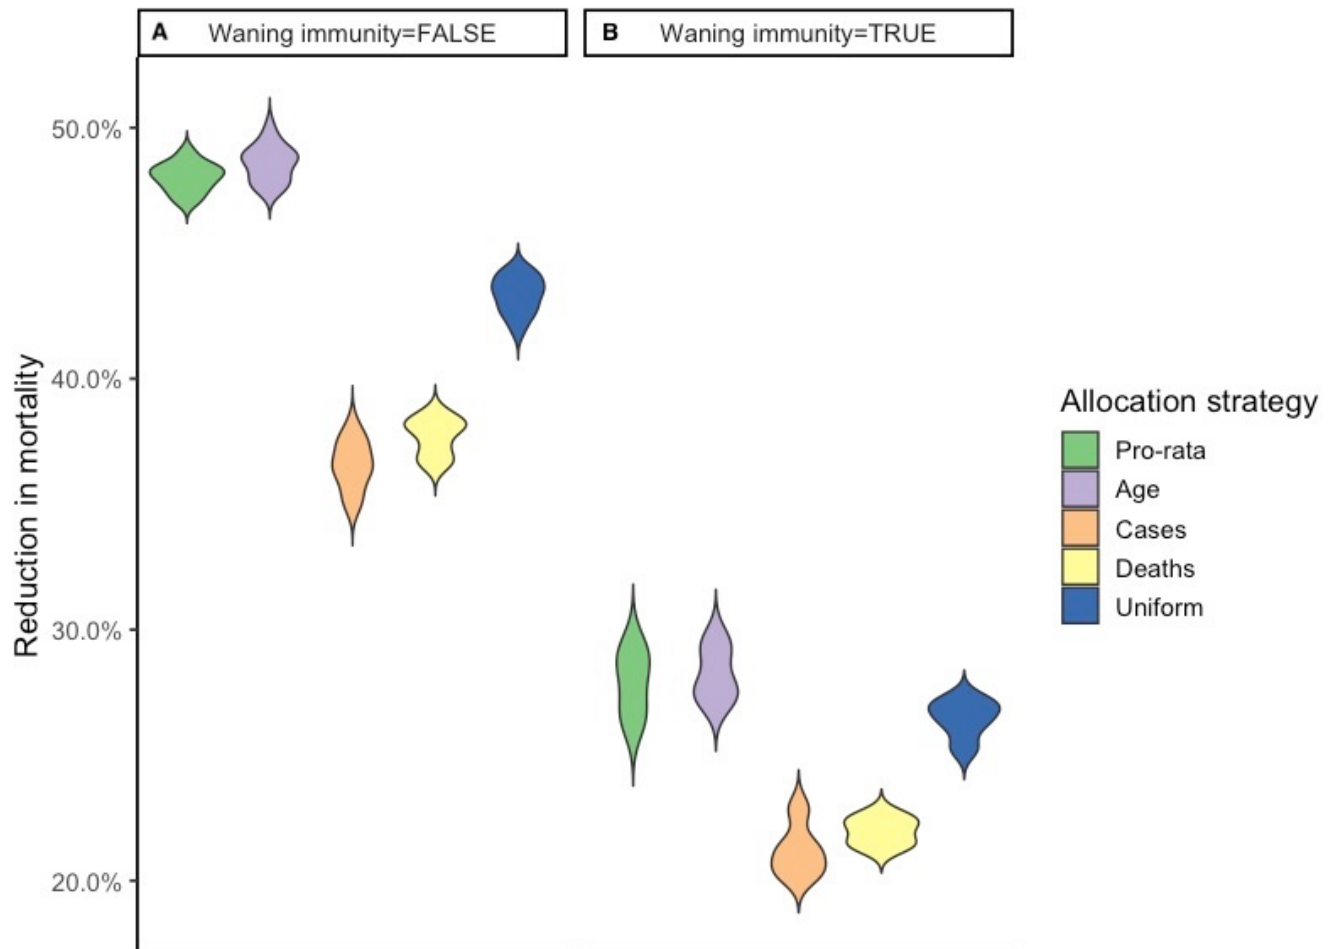 A Waning immunity=FALSE
B Waning immunity=TRUE
50.0%
40.0%
30.0%
20.0%
Reduction in mortality
Allocation strategy
Pro-rata
Age
Cases
Deaths
Uniform